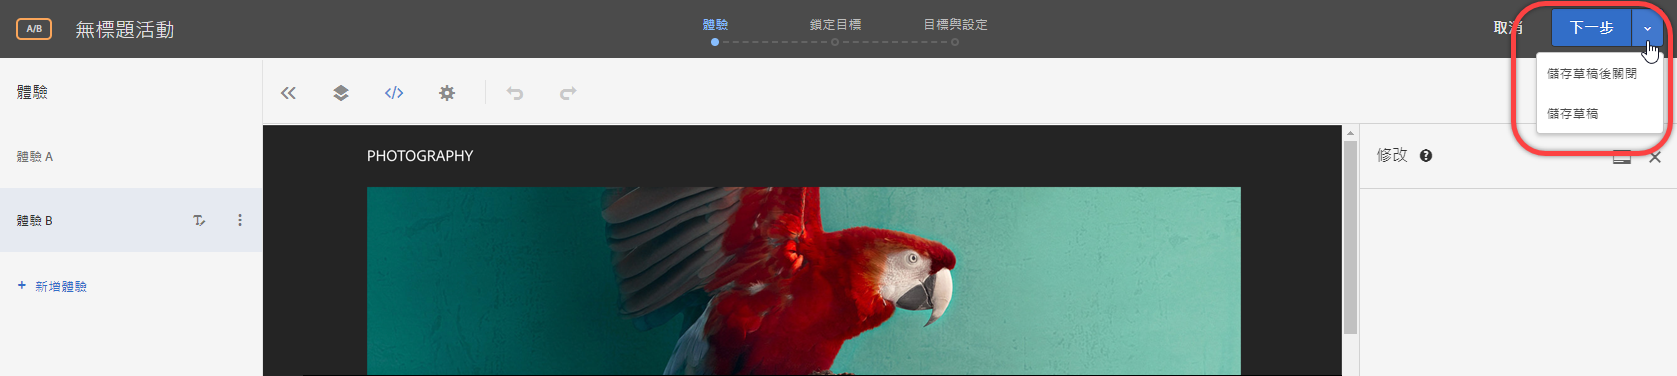 A/B
無標題活動
體驗
鎖定目標
目標與設定
取消
下一步
儲存草稿後關閉
儲存草稿
體驗
體驗 A
體驗 B
新增體驗
PHOTOGRAPHY
修改